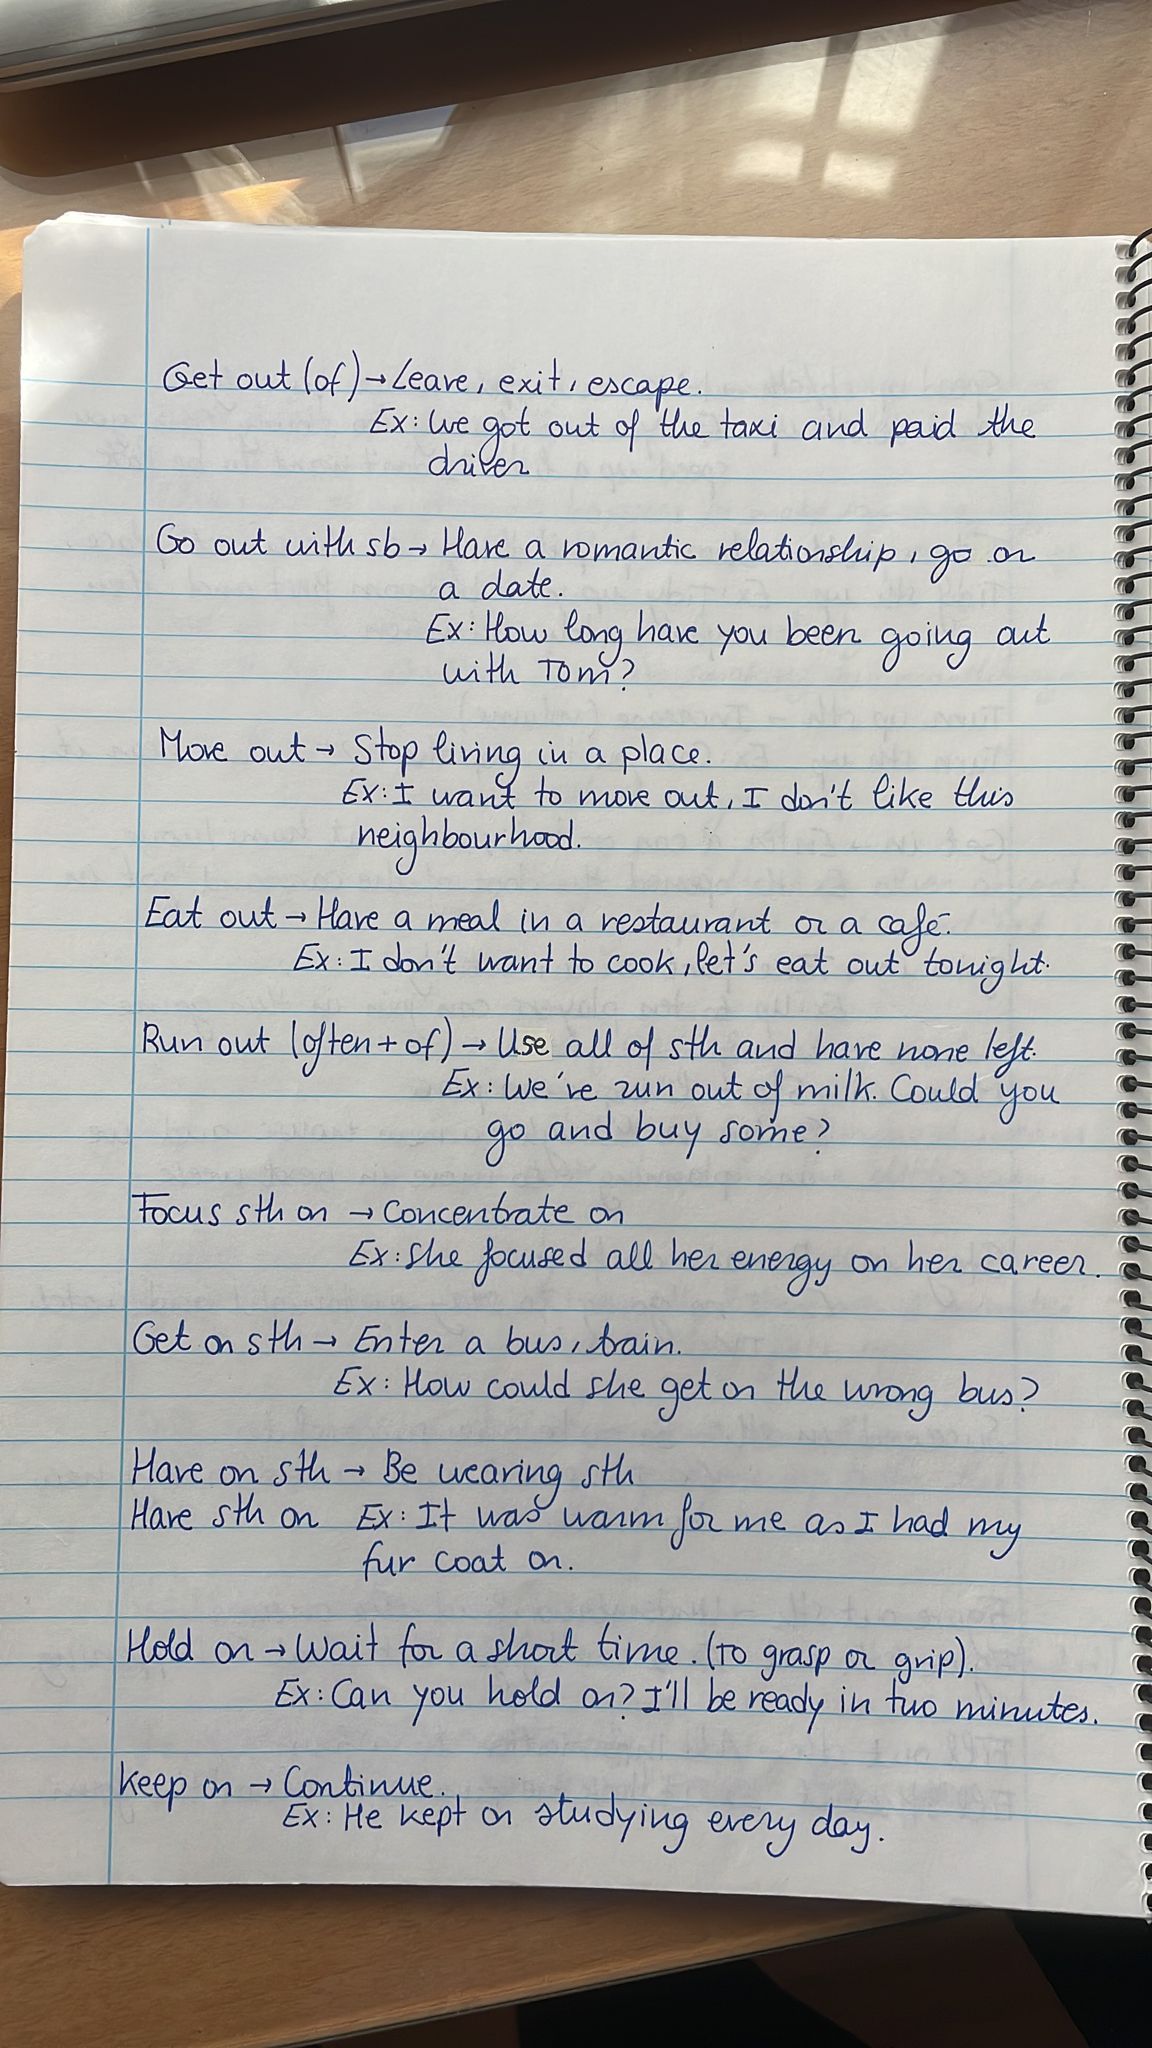 Get out (of) → Leave, exit, escape.
Ex: We got out of the taxi and paid the
driver
Go out with sb → Have a romantic relationship, go on
a date.
Ex: How long have you been going out
with Tom?
Move out → Stop living in a place.
Ex: I want to move out, I don't like this
neighbourhood.
Eat out → Have a meal in a restaurant or a café.
Ex: I don't want to cook, let's eat out tonight.
Run out (often + of) → Use all of sth and have none left.
Ex: We've run out of milk. Could you
go and buy some?
Focus sth on → Concentrate on
Ex: She focused all her energy on her career.
Get on sth → Enter a bus, train.
Ex: How could she get on the wrong bus?
Have on sth → Be wearing sth
Have sth on Ex: It was warm for me as I had my
fur coat on.
Hold on → Wait for a short time. (To grasp or grip).
Ex: Can you hold on? I'll be ready in two minutes.
Keep on → Continue.
Ex: He kept on studying every day.